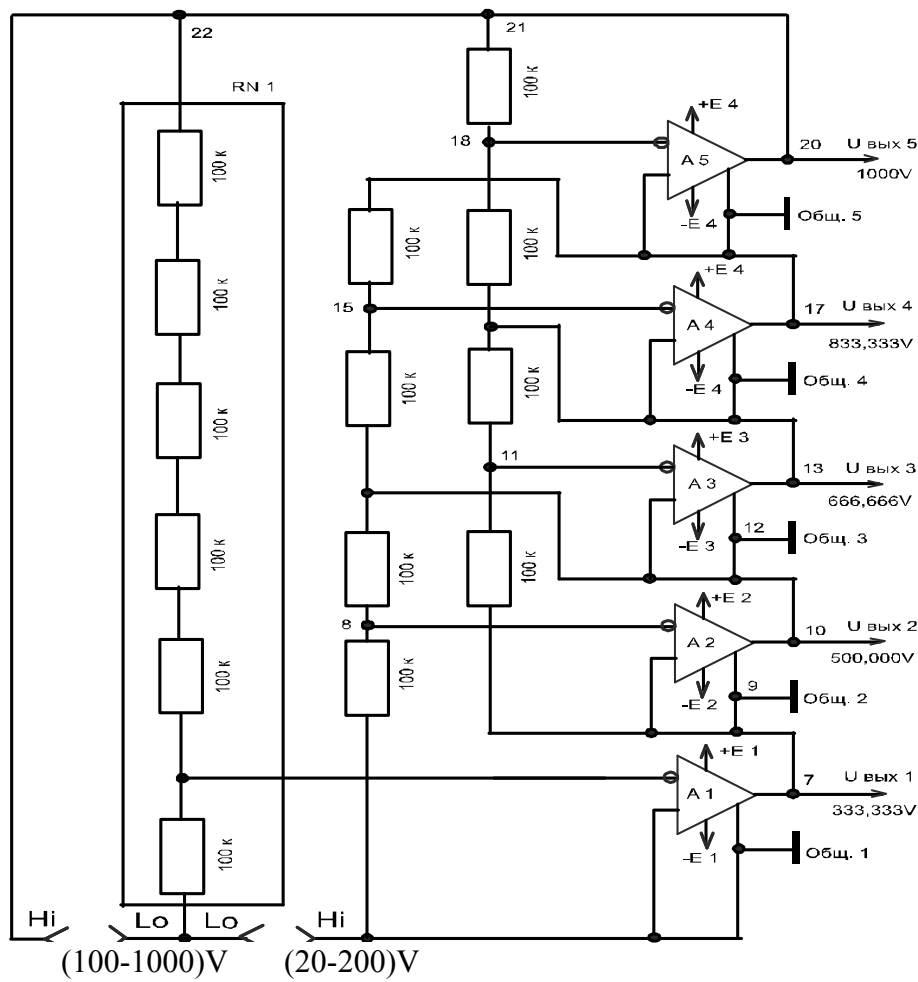 22
21
RN 1
100 к
100 к
100 к
100 к
100 к
100 к
100 к
18
+E 4
A 5
-E 4
20
U вых 5
1000V
Общ. 5
100 к
100 к
15
+E 4
A 4
-E 4
17
U вых 4
833,333V
Общ. 4
100 к
100 к
11
+E 3
A 3
-E 3
13
U вых 3
666,666V
12
Общ. 3
100 к
100 к
8
+E 2
A 2
-E 2
10
U вых 2
500,000V
9
Общ. 2
100 к
+E 1
A 1
-E 1
7
U вых 1
333,333V
Общ. 1
Hi
Lo
Lo
Hi
(100-1000)V
(20-200)V